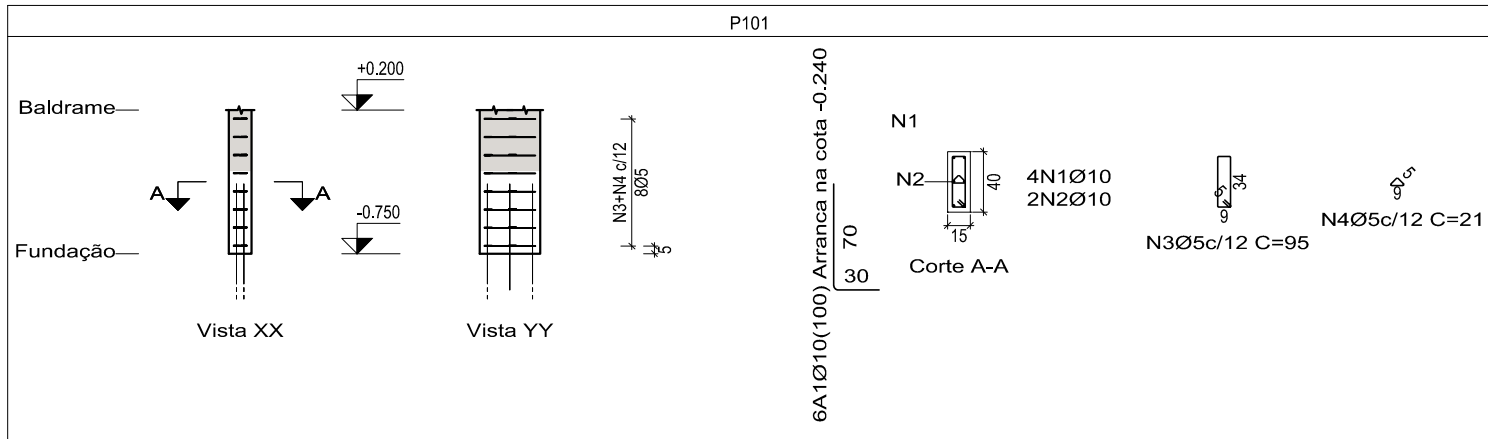 P101
Baldrame
+0.200
A
A
-0.750
Fundação
Vista XX
Vista YY
N3+N4 c/12
8Ø5
5
6A1Ø10(100) Arranca na cota -0.240
70
30
N1
N2
40
15
4N1Ø10
2N2Ø10
Corte A-A
34
9
N3Ø5c/12 C=95
5
9
N4Ø5c/12 C=21